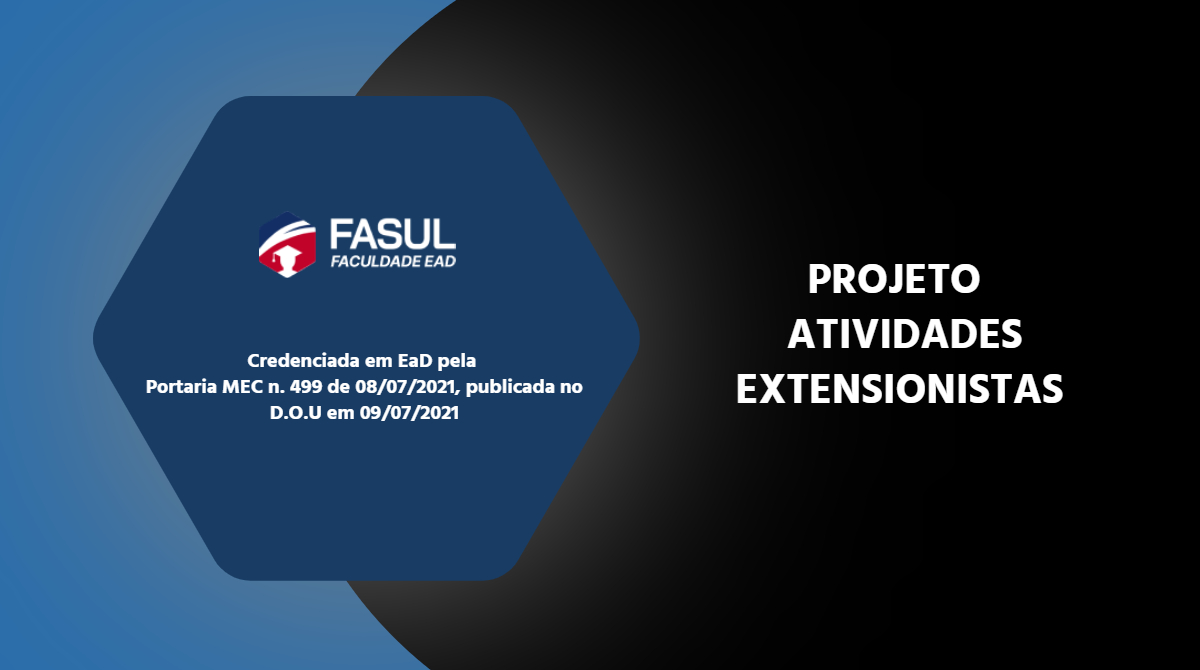 FASUL
FACULDADE EAD
Credenciada em EaD pela
Portaria MEC n. 499 de 08/07/2021, publicada no
D.O.U em 09/07/2021
PROJETO
ATIVIDADES
EXTENSIONISTAS